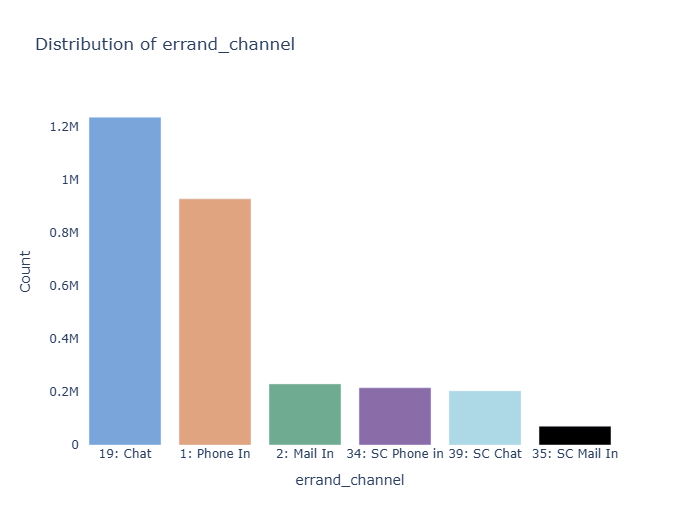 Distribution of errand_channel
1.2M
1M
0.8M
0.6M
0.4M
0.2M
0
Count
19: Chat
1: Phone In
2: Mail In
34: SC Phone in
39: SC Chat
35: SC Mail In
errand_channel